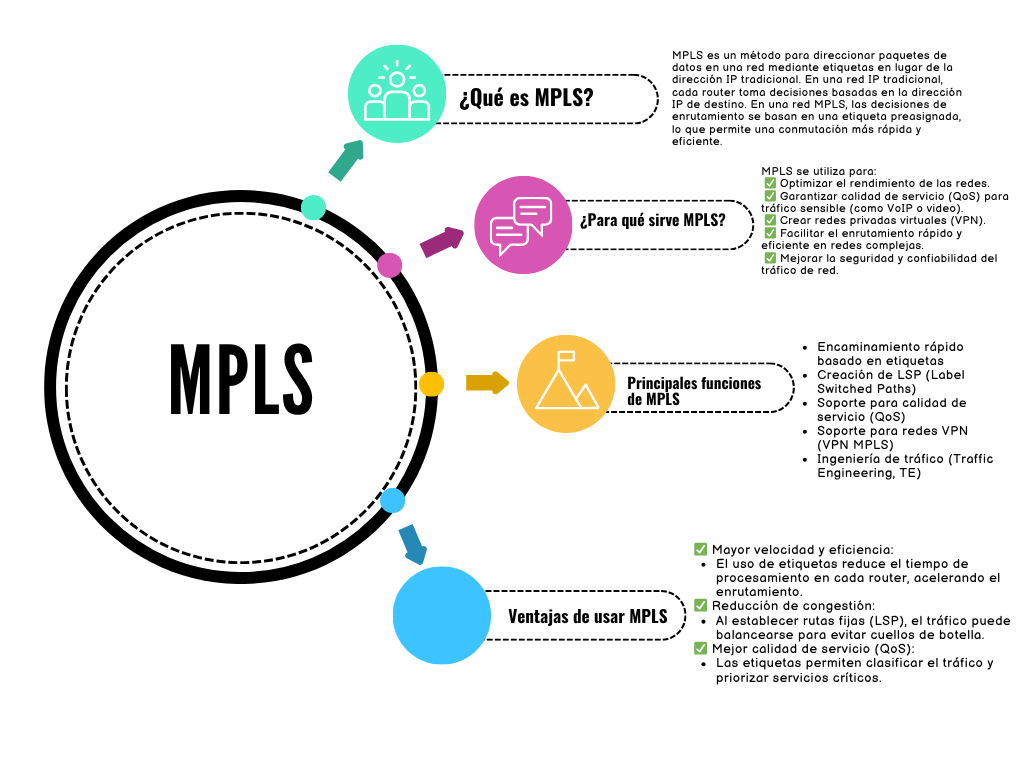 MPLS
¿Qué es MPLS?
MPLS es un método para direccionar paquetes de
datos en una red mediante etiquetas en lugar de la
dirección IP tradicional. En una red IP tradicional,
cada router toma decisiones basadas en la dirección
IP de destino. En una red MPLS, las decisiones de
enrutamiento se basan en una etiqueta preasignada,
lo que permite una conmutación más rápida y
eficiente.
¿Para qué sirve MPLS?
MPLS se utiliza para:
✅ Optimizar el rendimiento de las redes.
✅ Garantizar calidad de servicio (QoS) para
tráfico sensible (como VoIP o video).
✅ Crear redes privadas virtuales (VPN).
✅ Facilitar el enrutamiento rápido y
eficiente en redes complejas.
✅ Mejorar la seguridad y confiabilidad del
tráfico de red.
Principales funciones
de MPLS
• Encaminamiento rápido
basado en etiquetas
• Creación de LSP (Label
Switched Paths)
• Soporte para calidad de
servicio (QoS)
• Soporte para redes VPN
(VPN MPLS)
• Ingeniería de tráfico (Traffic
Engineering, TE)
Ventajas de usar MPLS
✅ Mayor velocidad y eficiencia:
• El uso de etiquetas reduce el tiempo de
procesamiento en cada router, acelerando el
enrutamiento.
✅ Reducción de congestión:
• Al establecer rutas fijas (LSP), el tráfico puede
balancearse para evitar cuellos de botella.
✅ Mejor calidad de servicio (QoS):
• Las etiquetas permiten clasificar el tráfico y
priorizar servicios críticos.